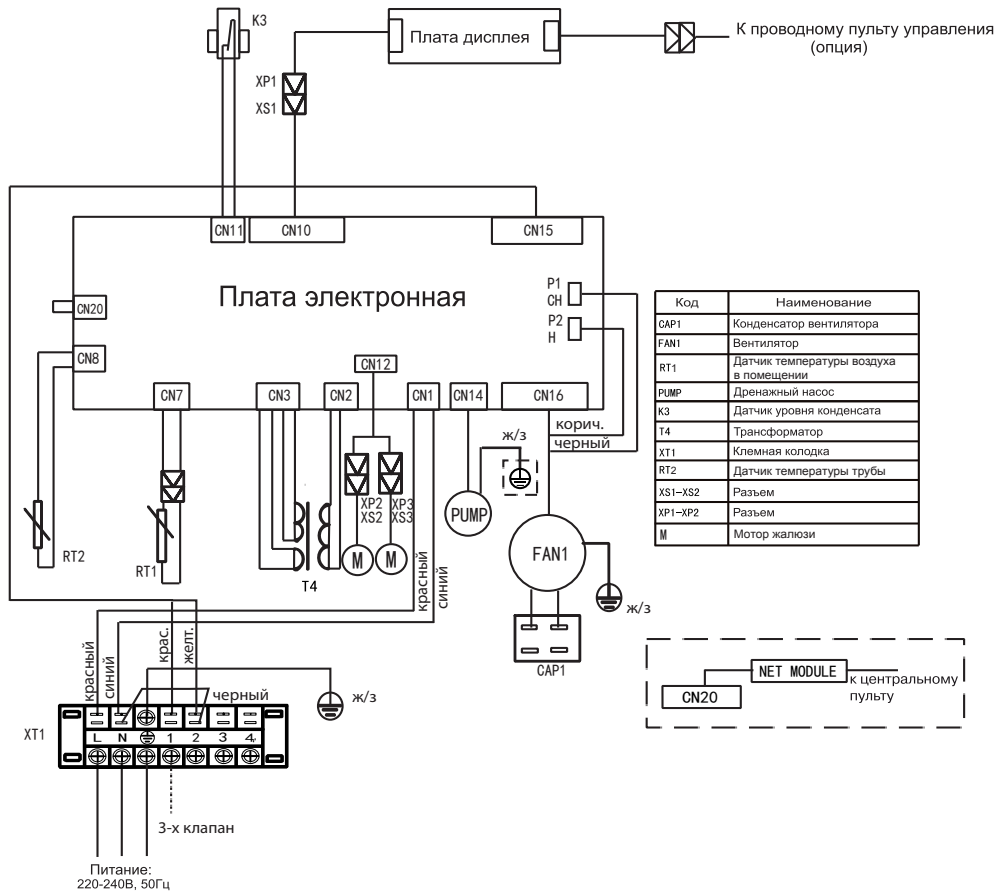 K3
Плата дисплея
К проводному пульту управления
(опция)
XP1
XS1
CN11
CN10
CN15
Плата электронная
P1
CH
P2
H
CN20
CN8
CN12
CN7
CN3
CN2
CN1
CN14
CN16
корич.
черный
ж/з
XP2
XS2
XP3
XS3
PUMP
M
M
FAN1
RT2
RT1
T4
красный
синий
ж/з
CAP1
Код Наименование
CAP1 Конденсатор вентилятора
FAN1 Вентилятор
RT1 Датчик температуры воздуха
в помещении
PUMP Дренажный насос
K3 Датчик уровня конденсата
T4 Трансформатор
XT1 Клемная колодка
RT2 Датчик температуры трубы
XS1-XS2 Разъем
XP1-XP2 Разъем
M Мотор жалюзи
красный
синий
крас.
желт.
черный
ж/з
XT1
L N 1 2 3 4
3-х клапан
Питание:
220-240В, 50Гц
NET MODULE
CN20
к центральному
пульту